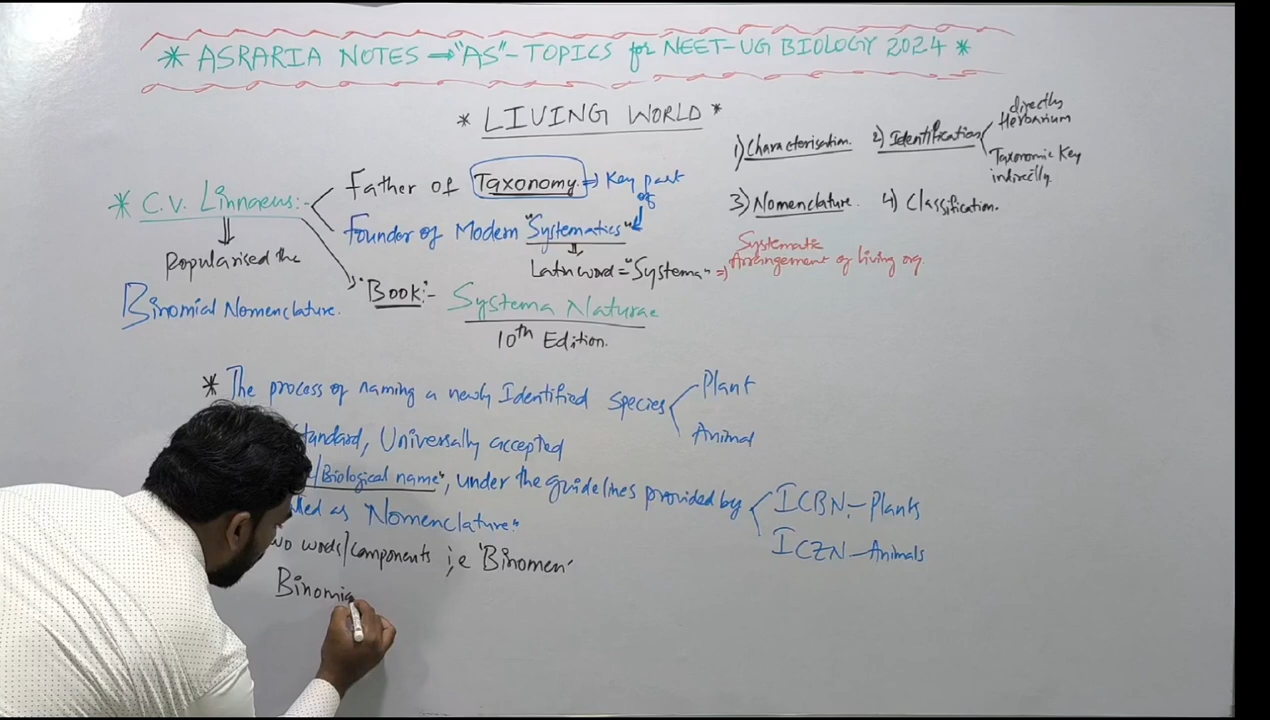 * ASRARIA NOTES → "AS"-TOPICS for NEET-UG BIOLOGY 2024 *
* LIVING WORLD *
1) Characterisation. 2) Identification
directly
Herbarium
Taxonomic Key
indirectly
3) Nomenclature. 4) Classification.
* C.V. Linnaeus:-
Father of Taxonomy ⇒ Key part
of
Founder of Modern "Systematics"
Latin word = "Systema" ⇒
Systematic
Arrangement of living org.
Popularised the
Binomial Nomenclature.
"Book":- Systema Naturae
10th Edition.
* The process of naming a newly Identified Species
Plant
Animal
Standard, Universally accepted
/Biological name", under the guidelines provided by
ICBN - Plants
ICZN - Animals
as Nomenclature."
words/components i,e 'Binomen'
Binomia